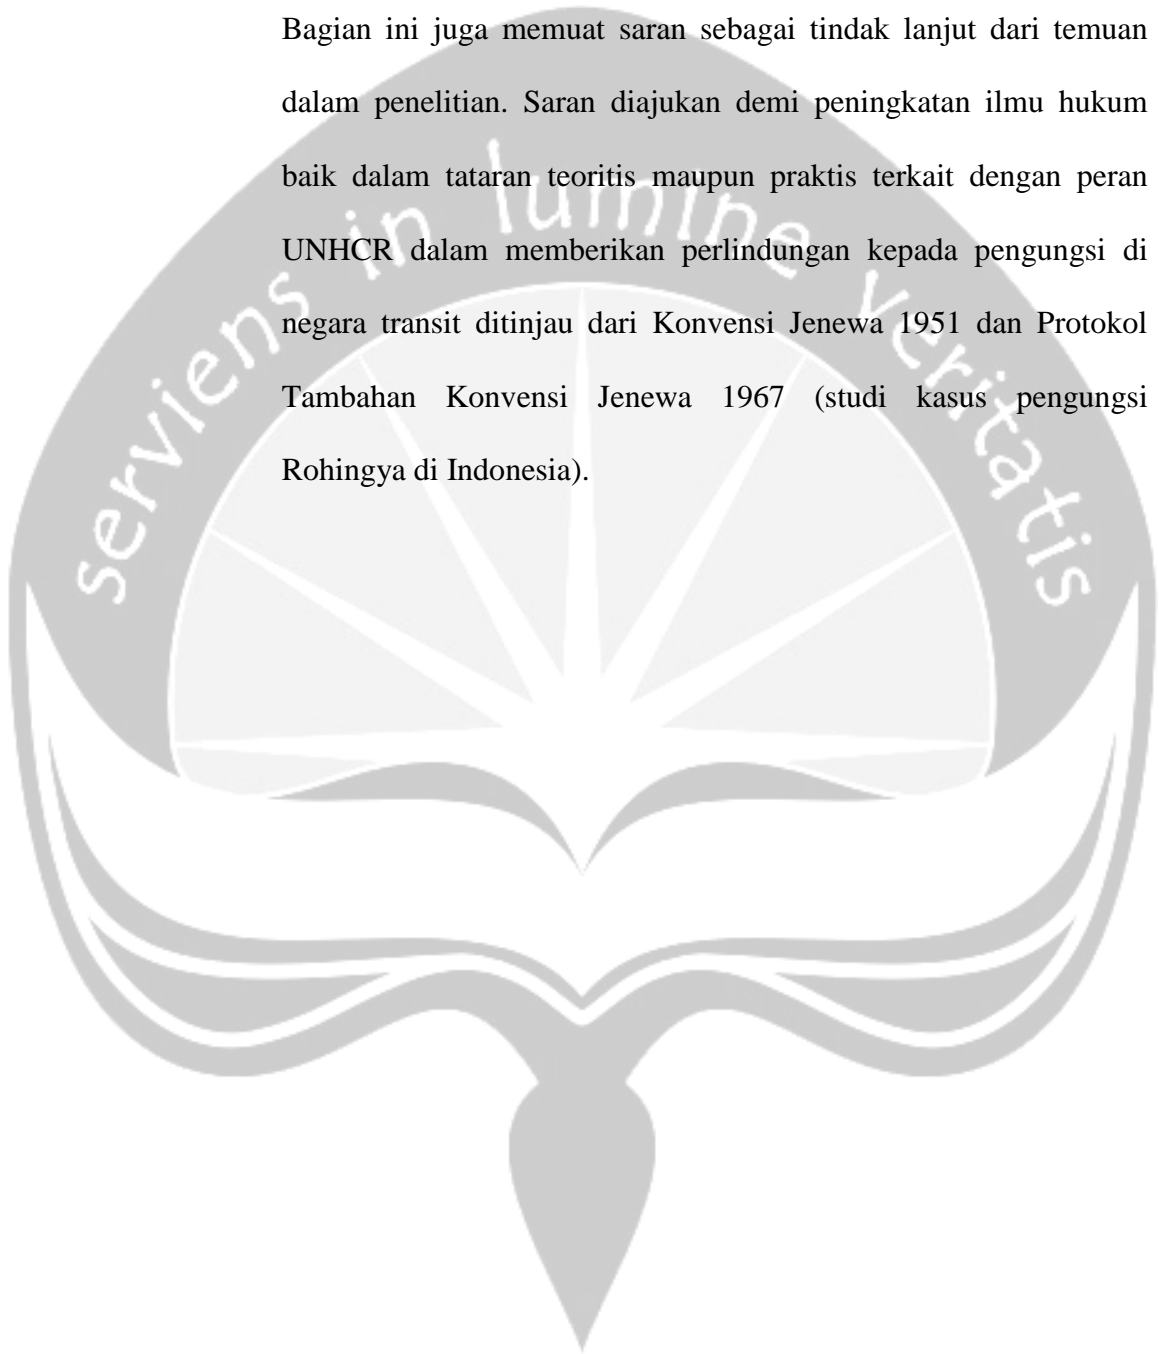 Bagian ini juga memuat saran sebagai tindak lanjut dari temuan
dalam penelitian. Saran diajukan demi peningkatan ilmu hukum
baik dalam tataran teoritis maupun praktis terkait dengan peran
UNHCR dalam memberikan perlindungan kepada pengungsi di
negara transit ditinjau dari Konvensi Jenewa 1951 dan Protokol
Tambahan Konvensi Jenewa 1967 (studi kasus pengungsi
Rohingya di Indonesia).
serviens in lumine veritatis